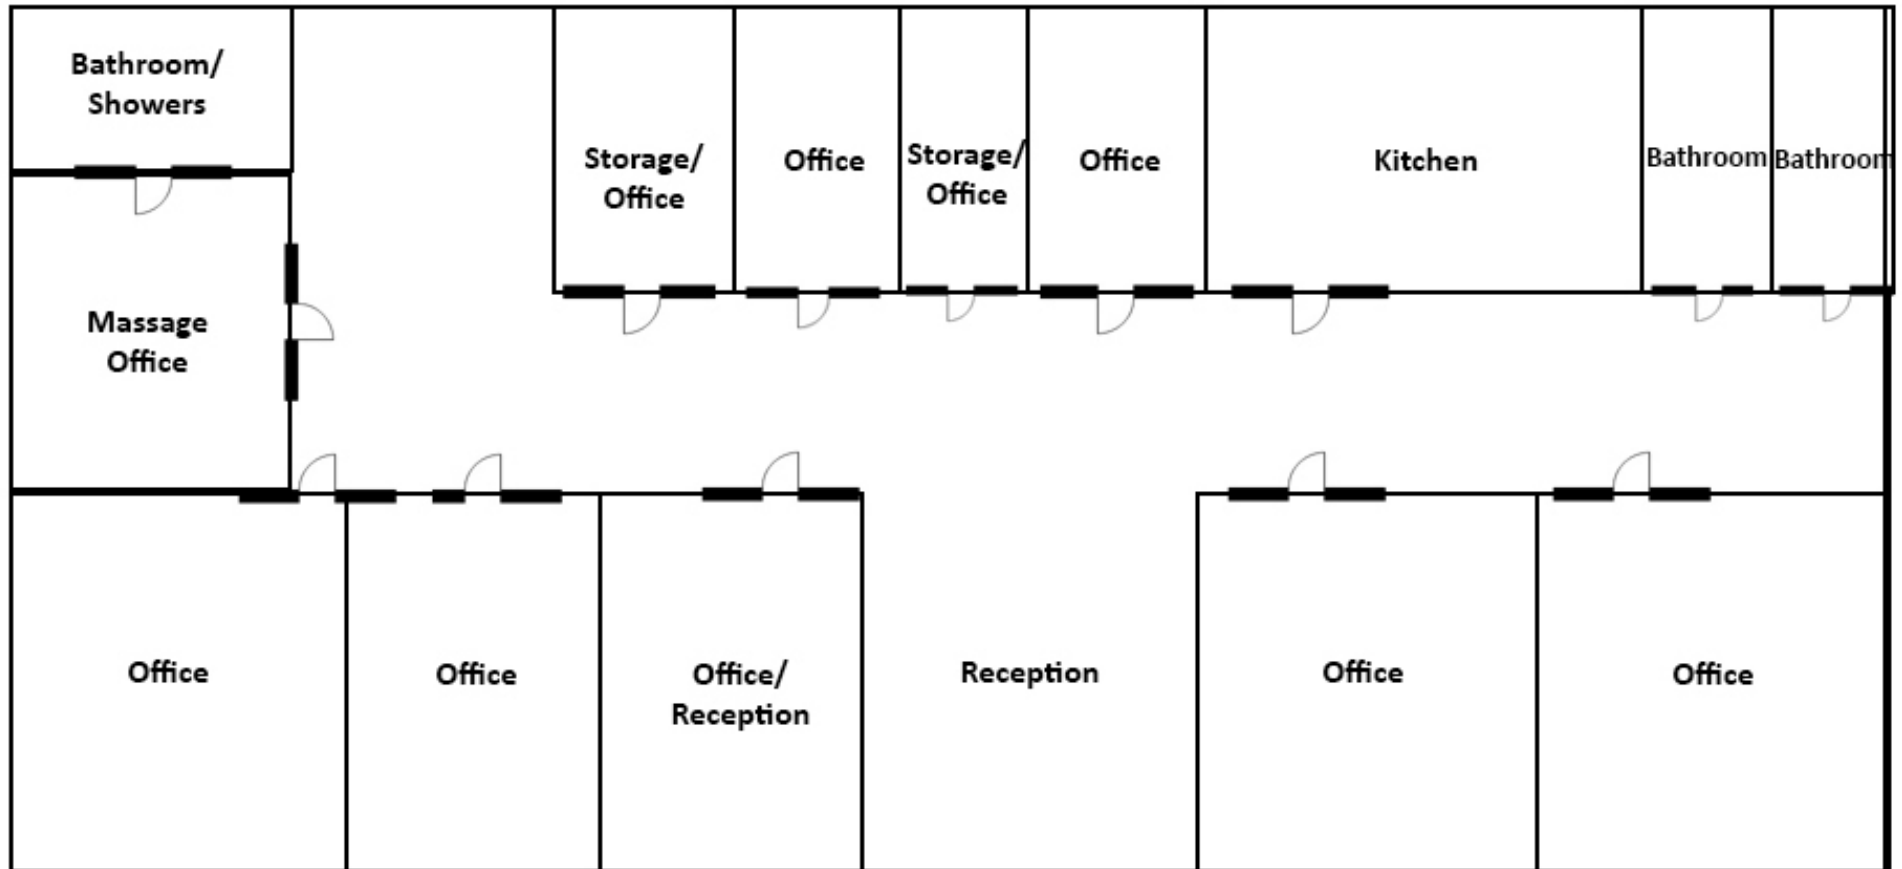 Bathroom/
Showers
Storage/
Office
Office
Storage/
Office
Office
Kitchen
Bathroom
Bathroom
Massage
Office
Office
Office
Office/
Reception
Reception
Office
Office